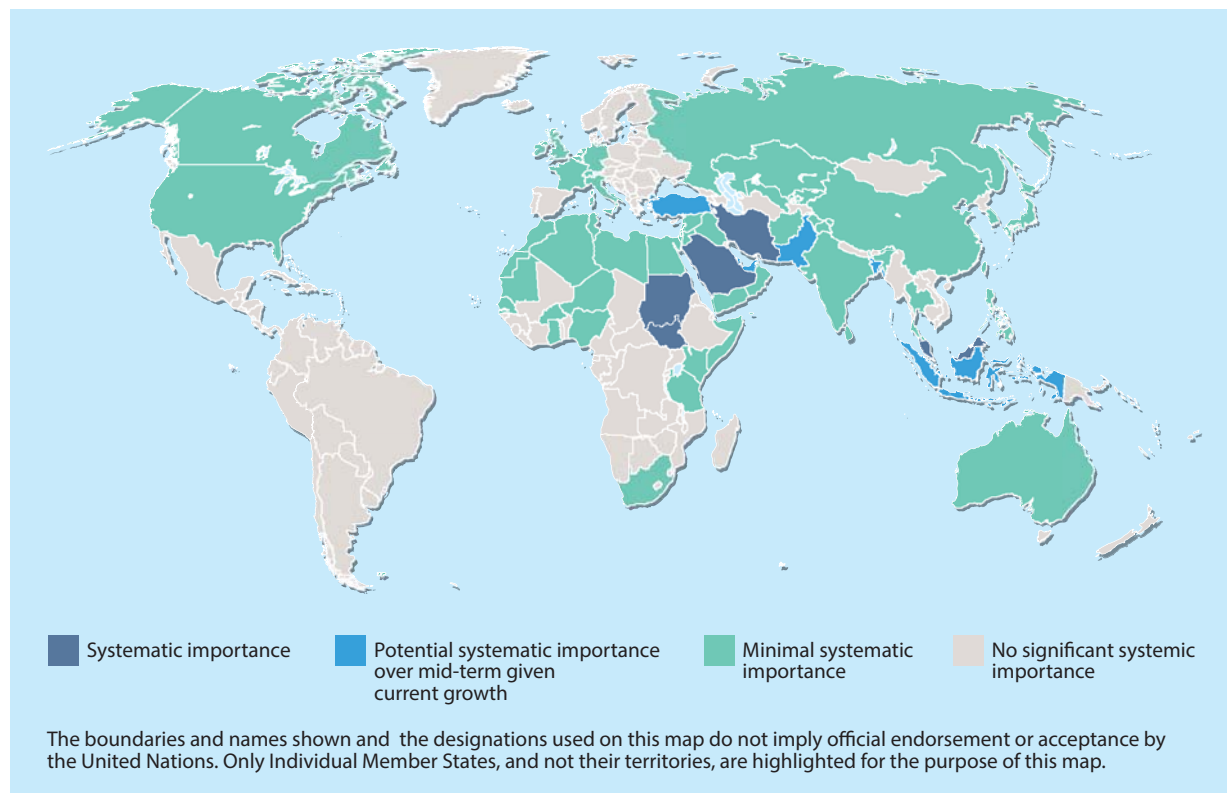 Systematic importance
Potential systematic importance
over mid-term given
current growth
Minimal systematic
importance
No significant systemic
importance
The boundaries and names shown and the designations used on this map do not imply official endorsement or acceptance by
the United Nations. Only Individual Member States, and not their territories, are highlighted for the purpose of this map.